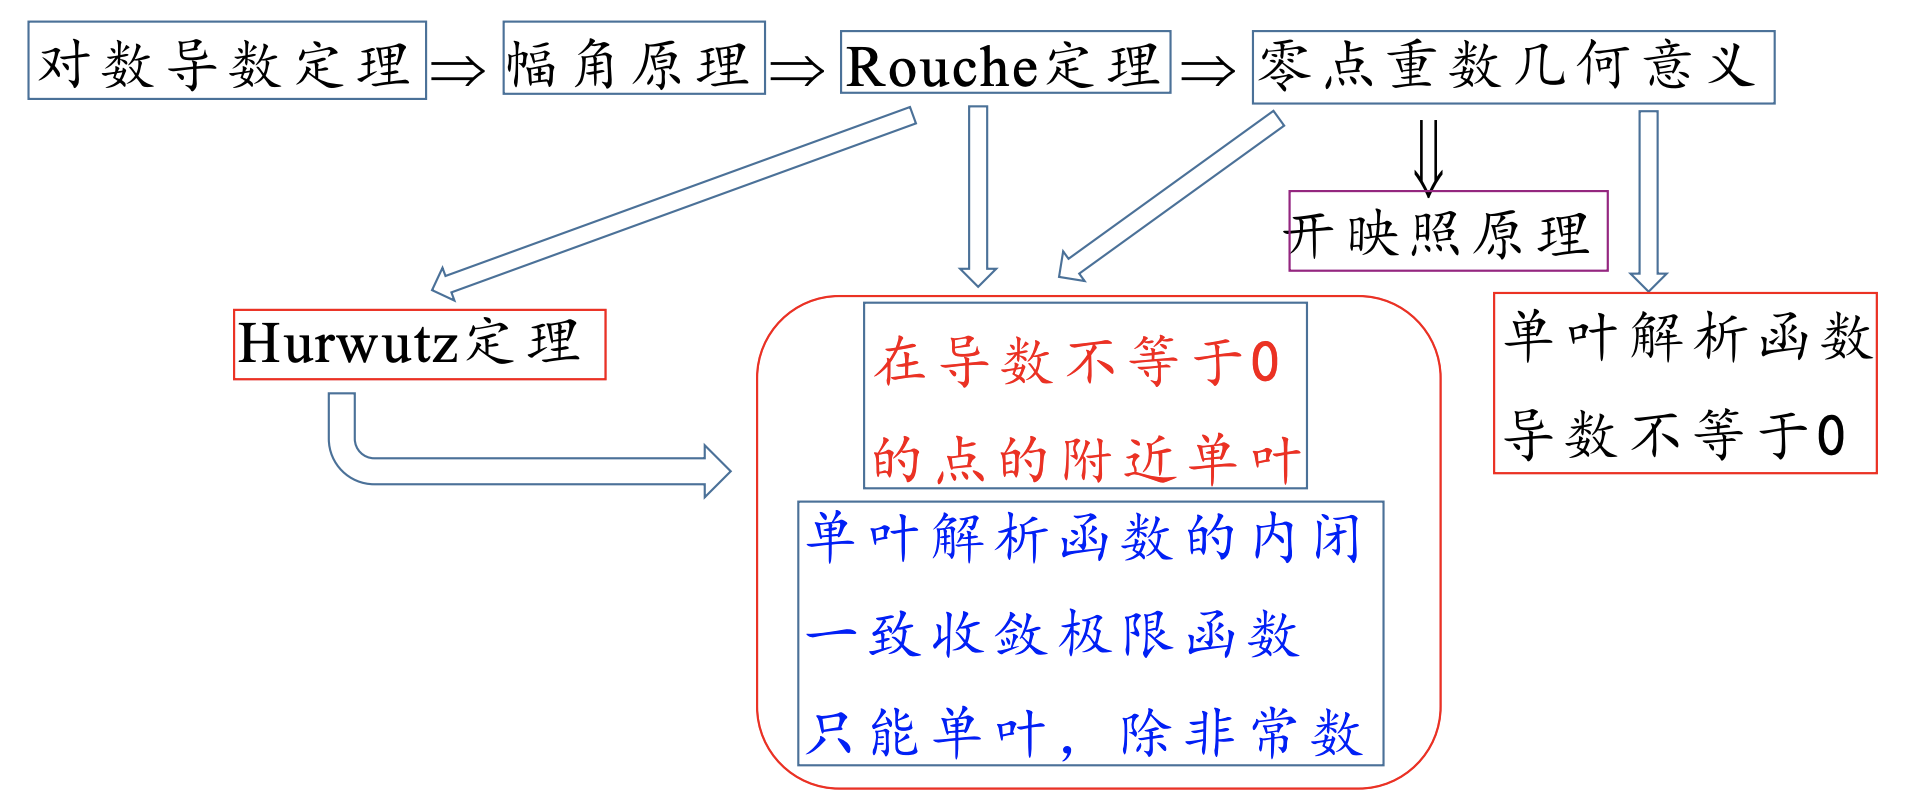 对数导数定理⇒幅角原理⇒Rouche定理⇒零点重数几何意义
开映照原理
Hurwutz定理
在导数不等于0
的点的附近单叶
单叶解析函数的内闭
一致收敛极限函数
只能单叶，除非常数
单叶解析函数
导数不等于0